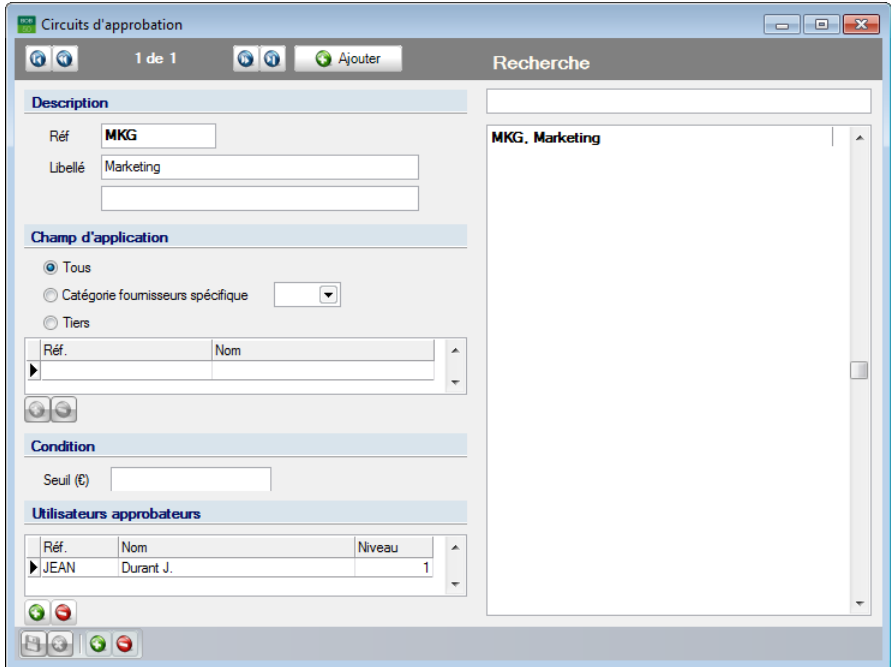 Circuits d'approbation
1 de 1
Ajouter
Recherche
Description
Réf MKG
Libellé Marketing
Champ d'application
Tous
Catégorie fournisseurs spécifique
Tiers
Réf. Nom
Condition
Seuil (€)
Utilisateurs approbateurs
Réf. Nom Niveau
JEAN Durant J. 1
MKG, Marketing